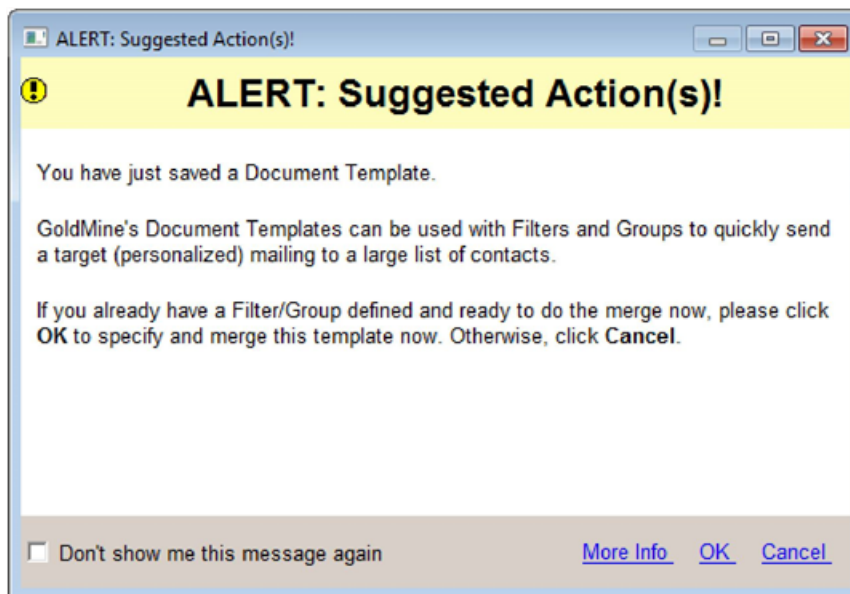 ALERT: Suggested Action(s)!
ALERT: Suggested Action(s)!
You have just saved a Document Template.
GoldMine's Document Templates can be used with Filters and Groups to quickly send
a target (personalized) mailing to a large list of contacts.
If you already have a Filter/Group defined and ready to do the merge now, please click
OK to specify and merge this template now. Otherwise, click Cancel.
Don't show me this message again
More Info OK Cancel